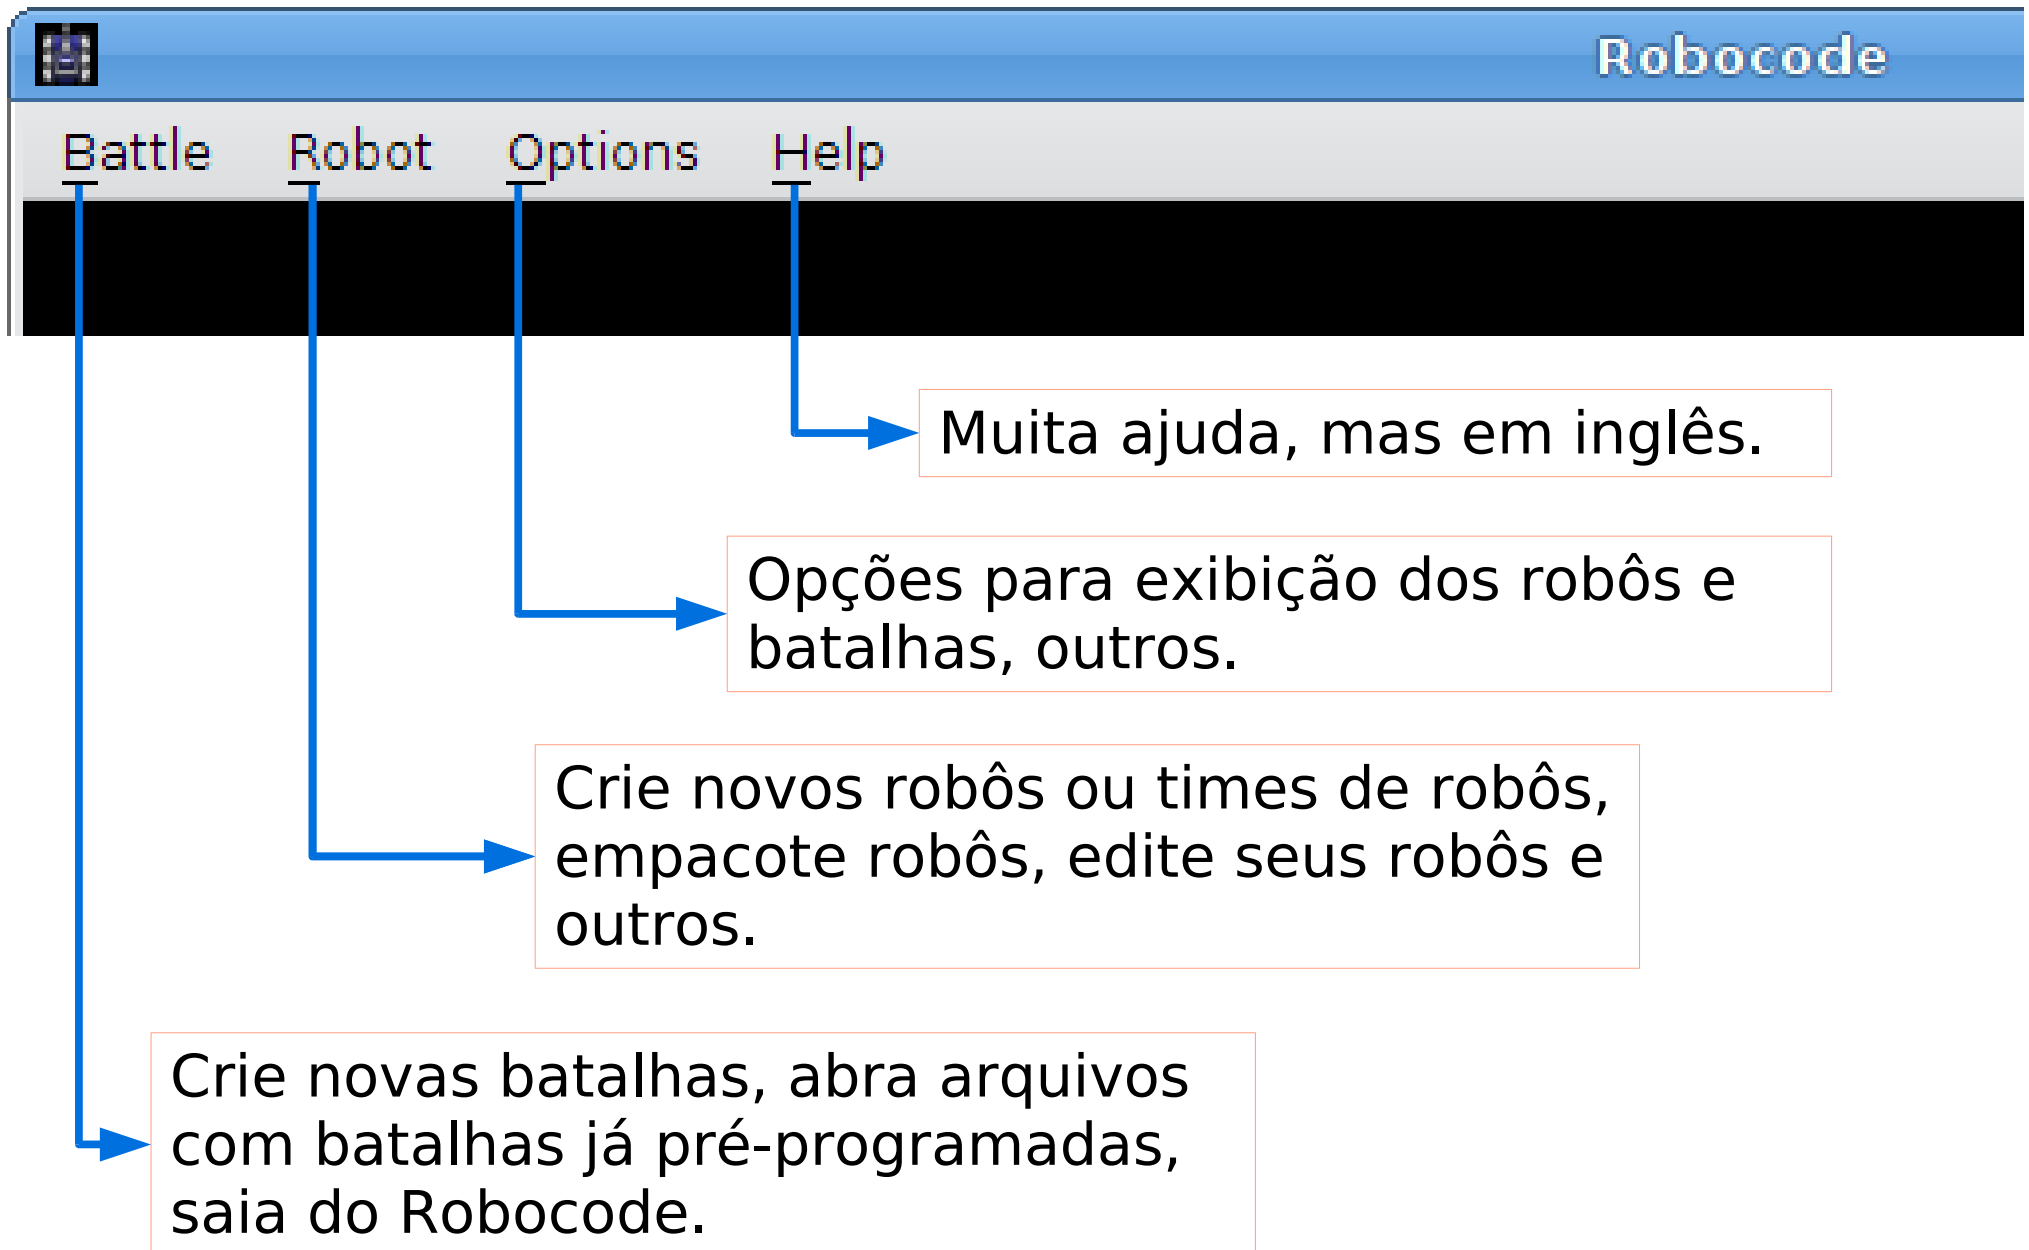 Robocode
Battle Robot Options Help
Muita ajuda, mas em inglês.
Opções para exibição dos robôs e
batalhas, outros.
Crie novos robôs ou times de robôs,
empacote robôs, edite seus robôs e
outros.
Crie novas batalhas, abra arquivos
com batalhas já pré-programadas,
saia do Robocode.